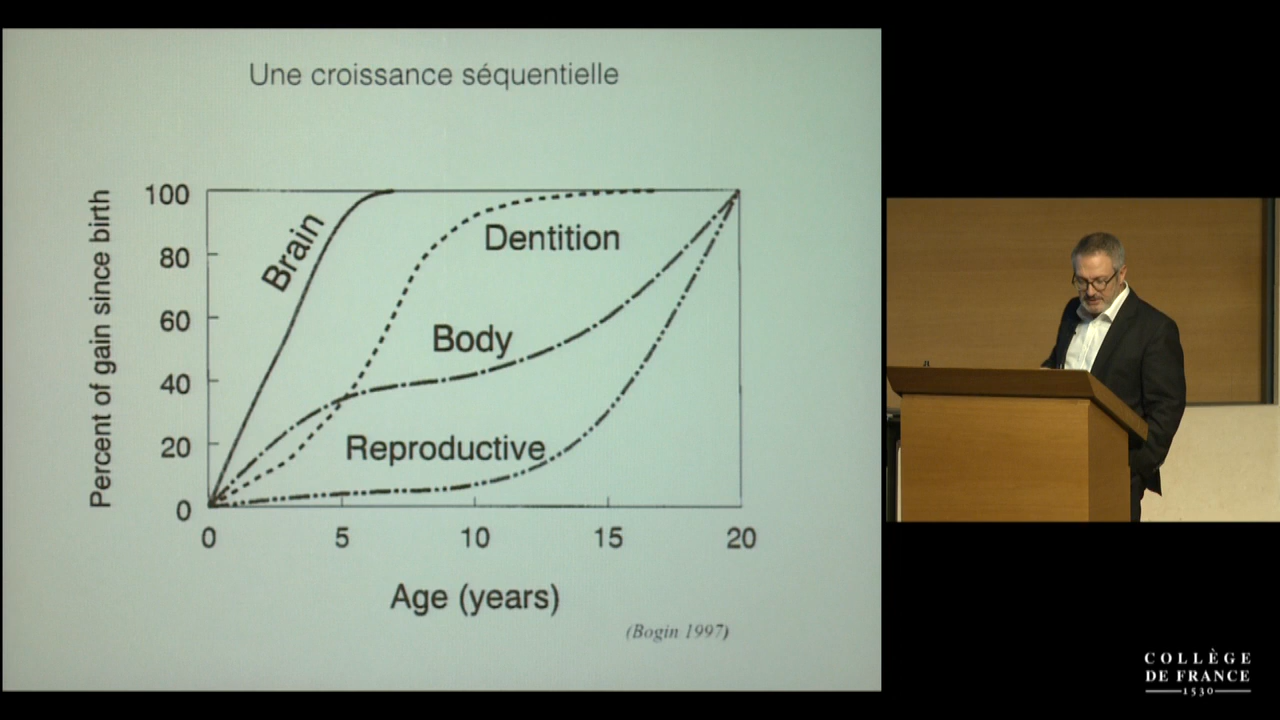 Une croissance séquentielle
Percent of gain since birth
100
80
60
40
20
0
Brain
Dentition
Body
Reproductive
0 5 10 15 20
Age (years)
(Bogin 1997)
COLLÈGE
DE FRANCE
1530